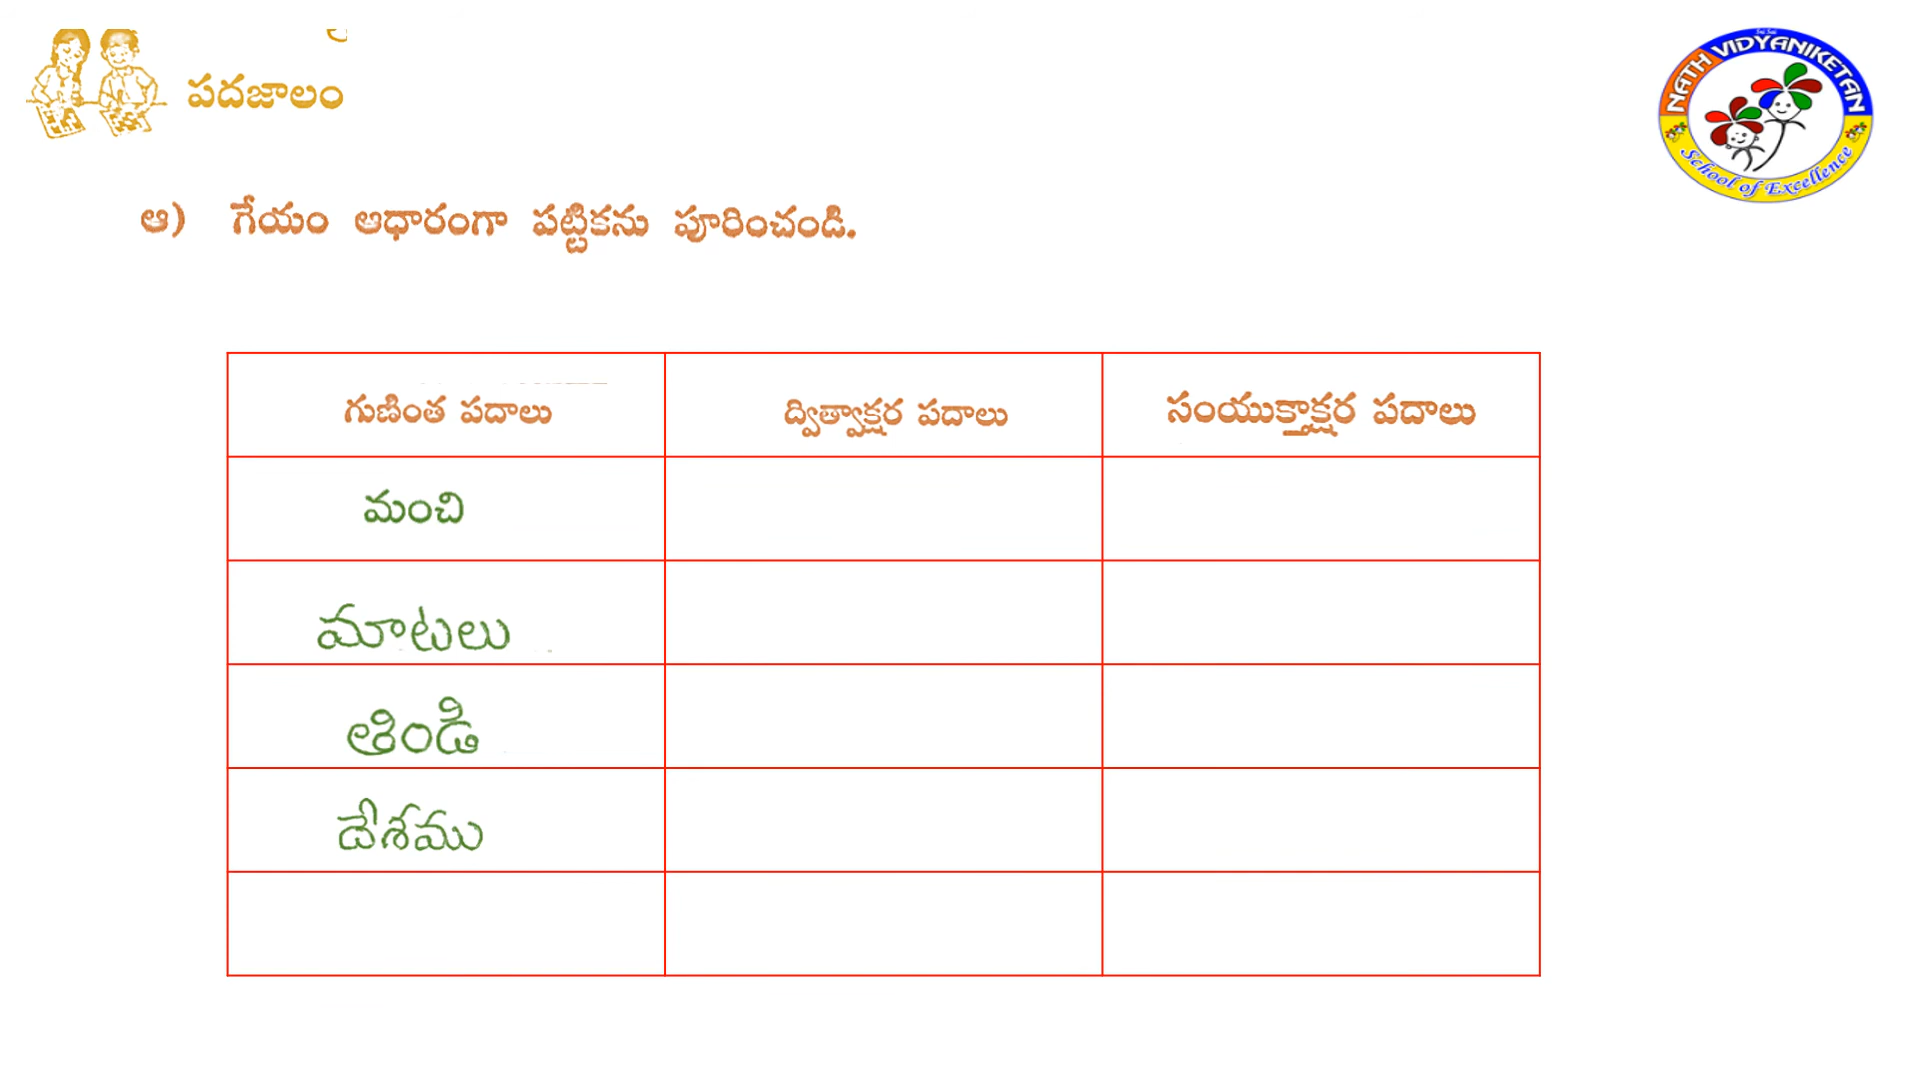 పదజాలం
NATH VIDYANIKETAN
School of Excellence
ఆ) గేయం ఆధారంగా పట్టికను పూరించండి.
గుణింత పదాలు ద్విత్వాక్షర పదాలు సంయుక్తాక్షర పదాలు
మంచి
మాటలు
తిండి
దేశము